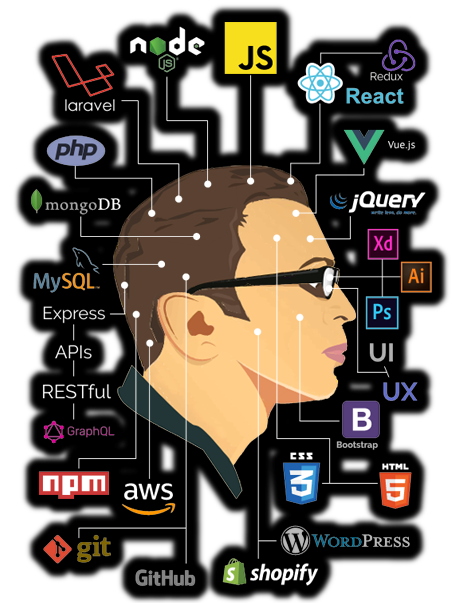 node
JS
JS
laravel
Redux
React
php
Vue.js
mongoDB
jQuery
write less, do more.
Xd
MySQL
Ai
Express
Ps
APIs
UI
RESTful
UX
GraphQL
B
Bootstrap
CSS
3
HTML
5
npm
aws
git
WORDPRESS
GitHub
shopify